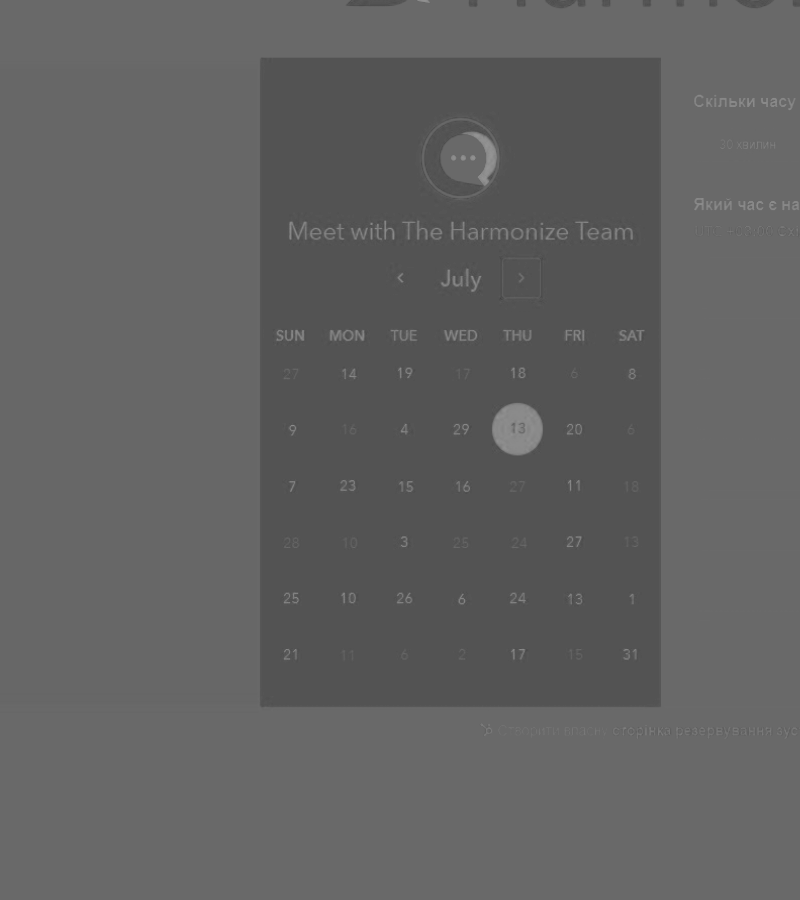 Скільки часу
30 хвилин
Meet with The Harmonize Team
Який час є на
July
SUN MON TUE WED THU FRI SAT
27 14 19 17 18 6 8
9 16 4 29 13 20 6
7 23 15 16 27 11 18
28 10 3 25 24 27 13
25 10 26 6 24 13 1
21 11 6 2 17 15 31
Створити власну сторінка резервування зус